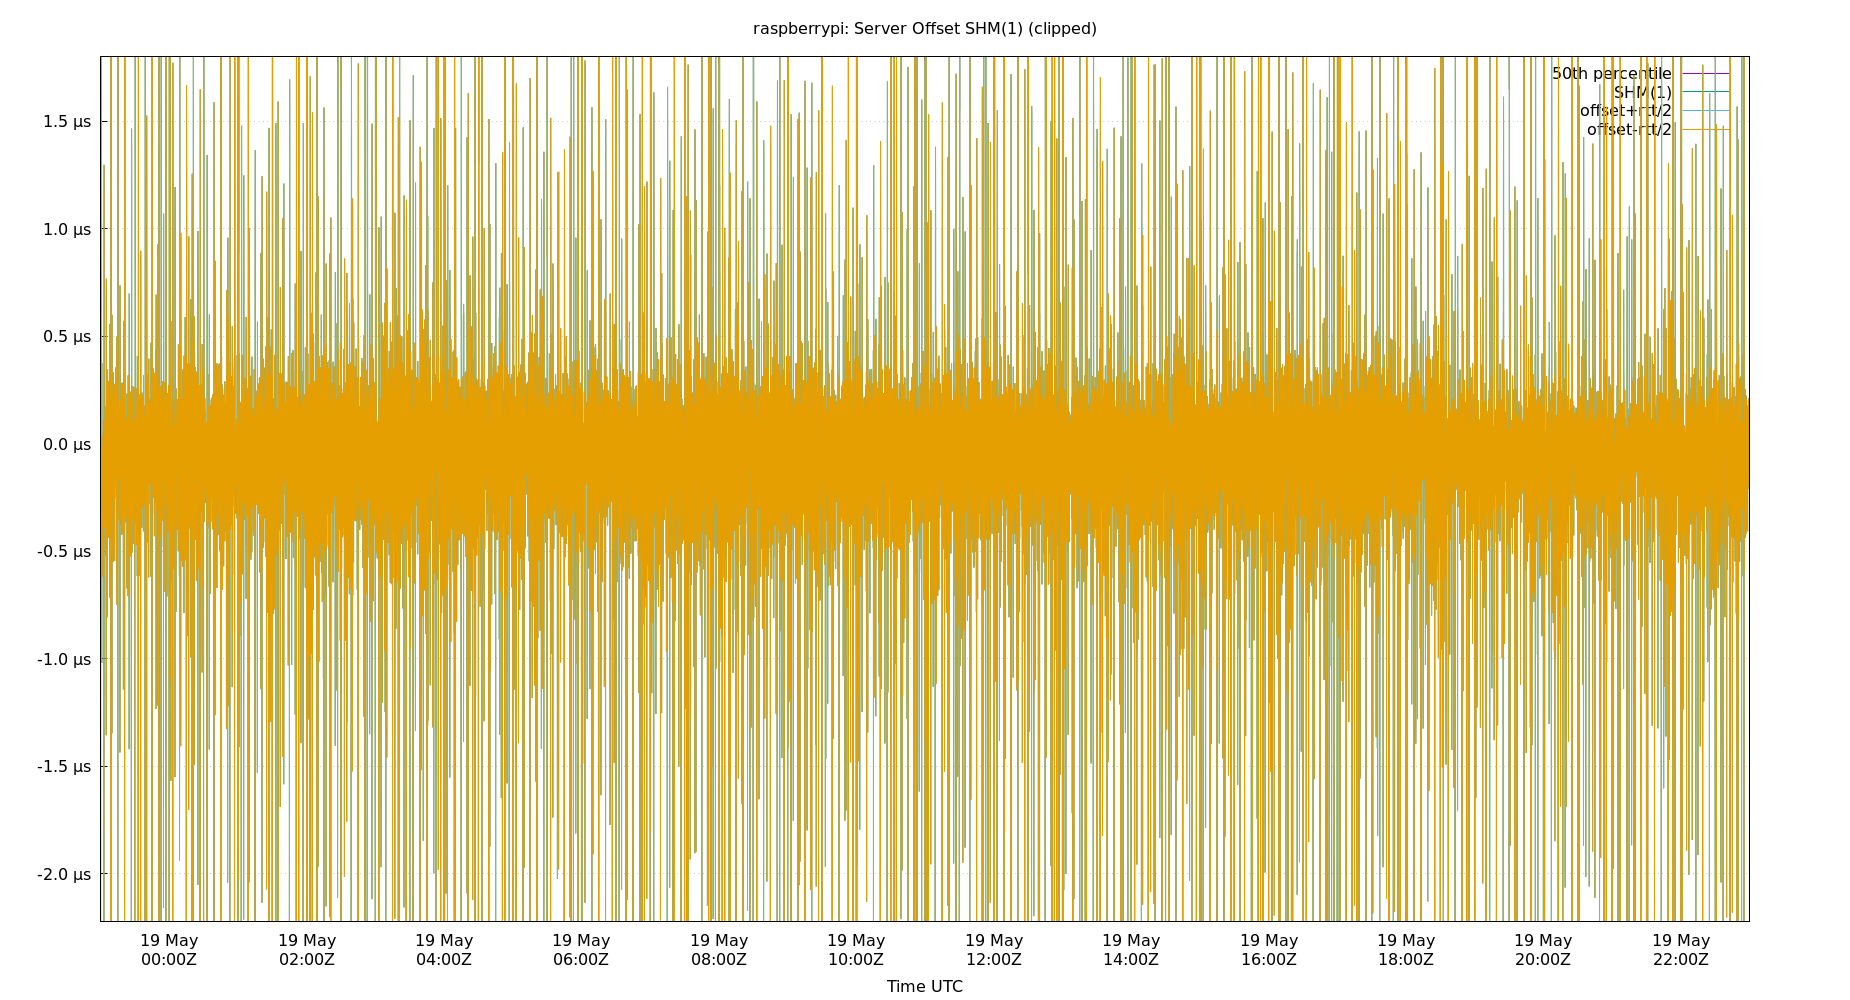 raspberrypi: Server Offset SHM(1) (clipped)
50th percentile
SHM(1)
offset+rtt/2
offset-rtt/2
1.5 µs
1.0 µs
0.5 µs
0.0 µs
-0.5 µs
-1.0 µs
-1.5 µs
-2.0 µs
19 May 19 May 19 May 19 May 19 May 19 May 19 May 19 May 19 May 19 May 19 May 19 May
00:00Z 02:00Z 04:00Z 06:00Z 08:00Z 10:00Z 12:00Z 14:00Z 16:00Z 18:00Z 20:00Z 22:00Z
Time UTC